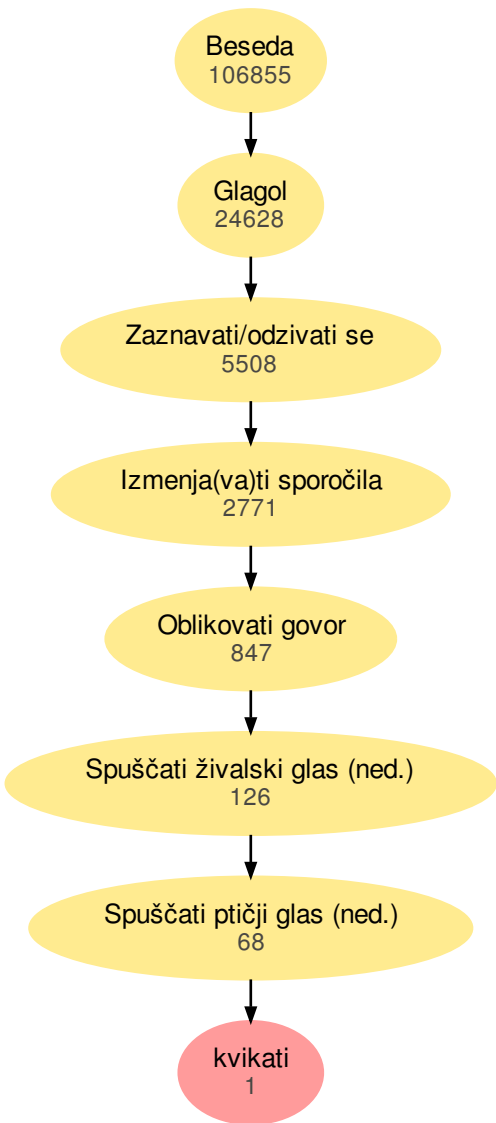 Beseda
106855
Glagol
24628
Zaznavati/odzivati se
5508
Izmenja(va)ti sporočila
2771
Oblikovati govor
847
Spuščati živalski glas (ned.)
126
Spuščati ptičji glas (ned.)
68
kvikati
1